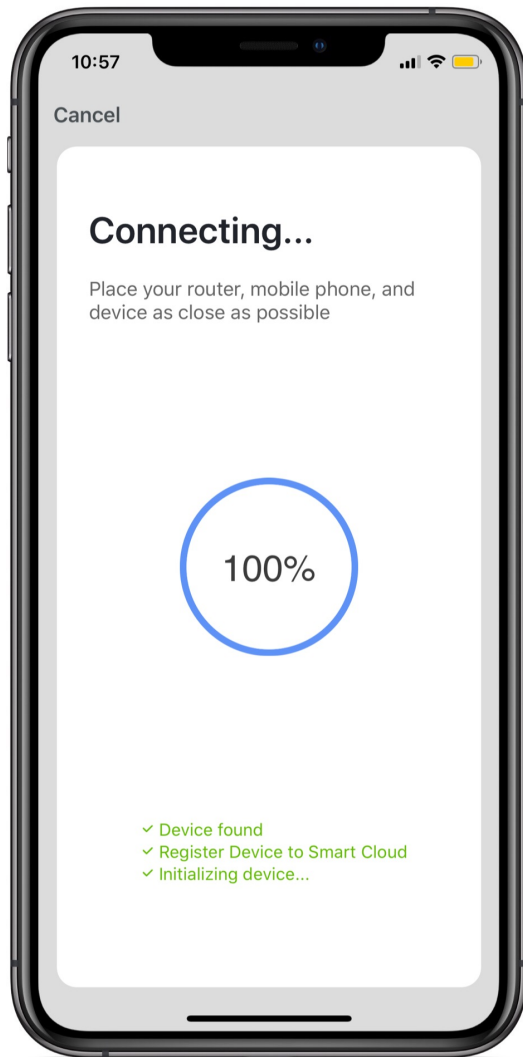 10:57
Cancel
Connecting...
Place your router, mobile phone, and
device as close as possible
100%
✓ Device found
✓ Register Device to Smart Cloud
✓ Initializing device...